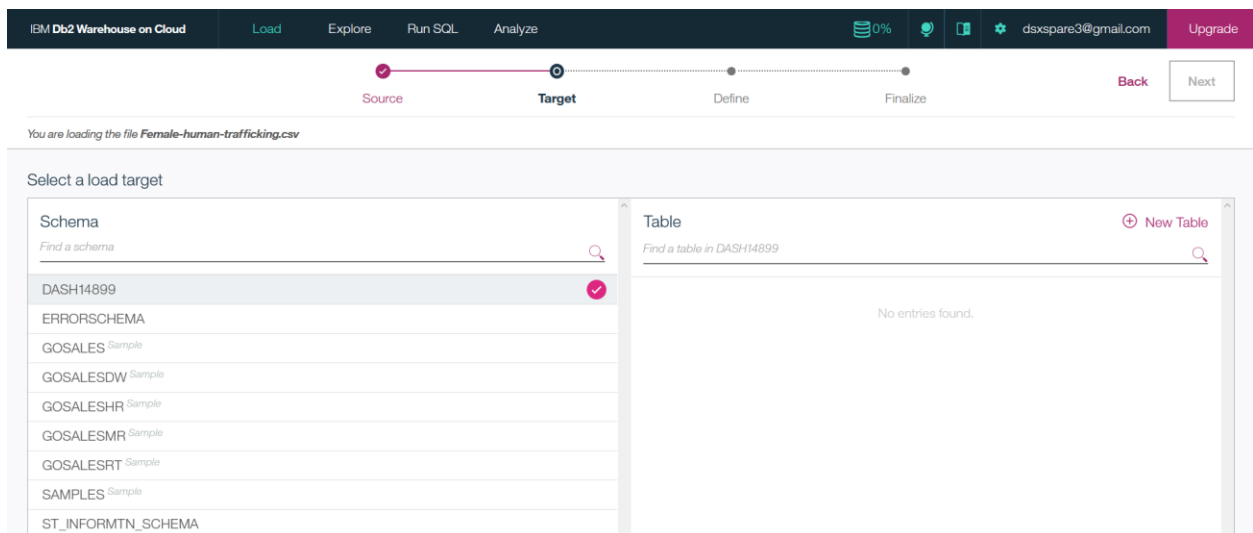 IBM Db2 Warehouse on Cloud Load Explore Run SQL Analyze 0% dsxspare3@gmail.com Upgrade
Source Target Define Finalize Back Next
You are loading the file Female-human-trafficking.csv
Select a load target
Schema
Find a schema
DASH14899
ERRORSCHEMA
GOSALES Sample
GOSALESDW Sample
GOSALESHR Sample
GOSALESMR Sample
GOSALESRT Sample
SAMPLES Sample
ST_INFORMTN_SCHEMA
Table New Table
Find a table in DASH14899
No entries found.